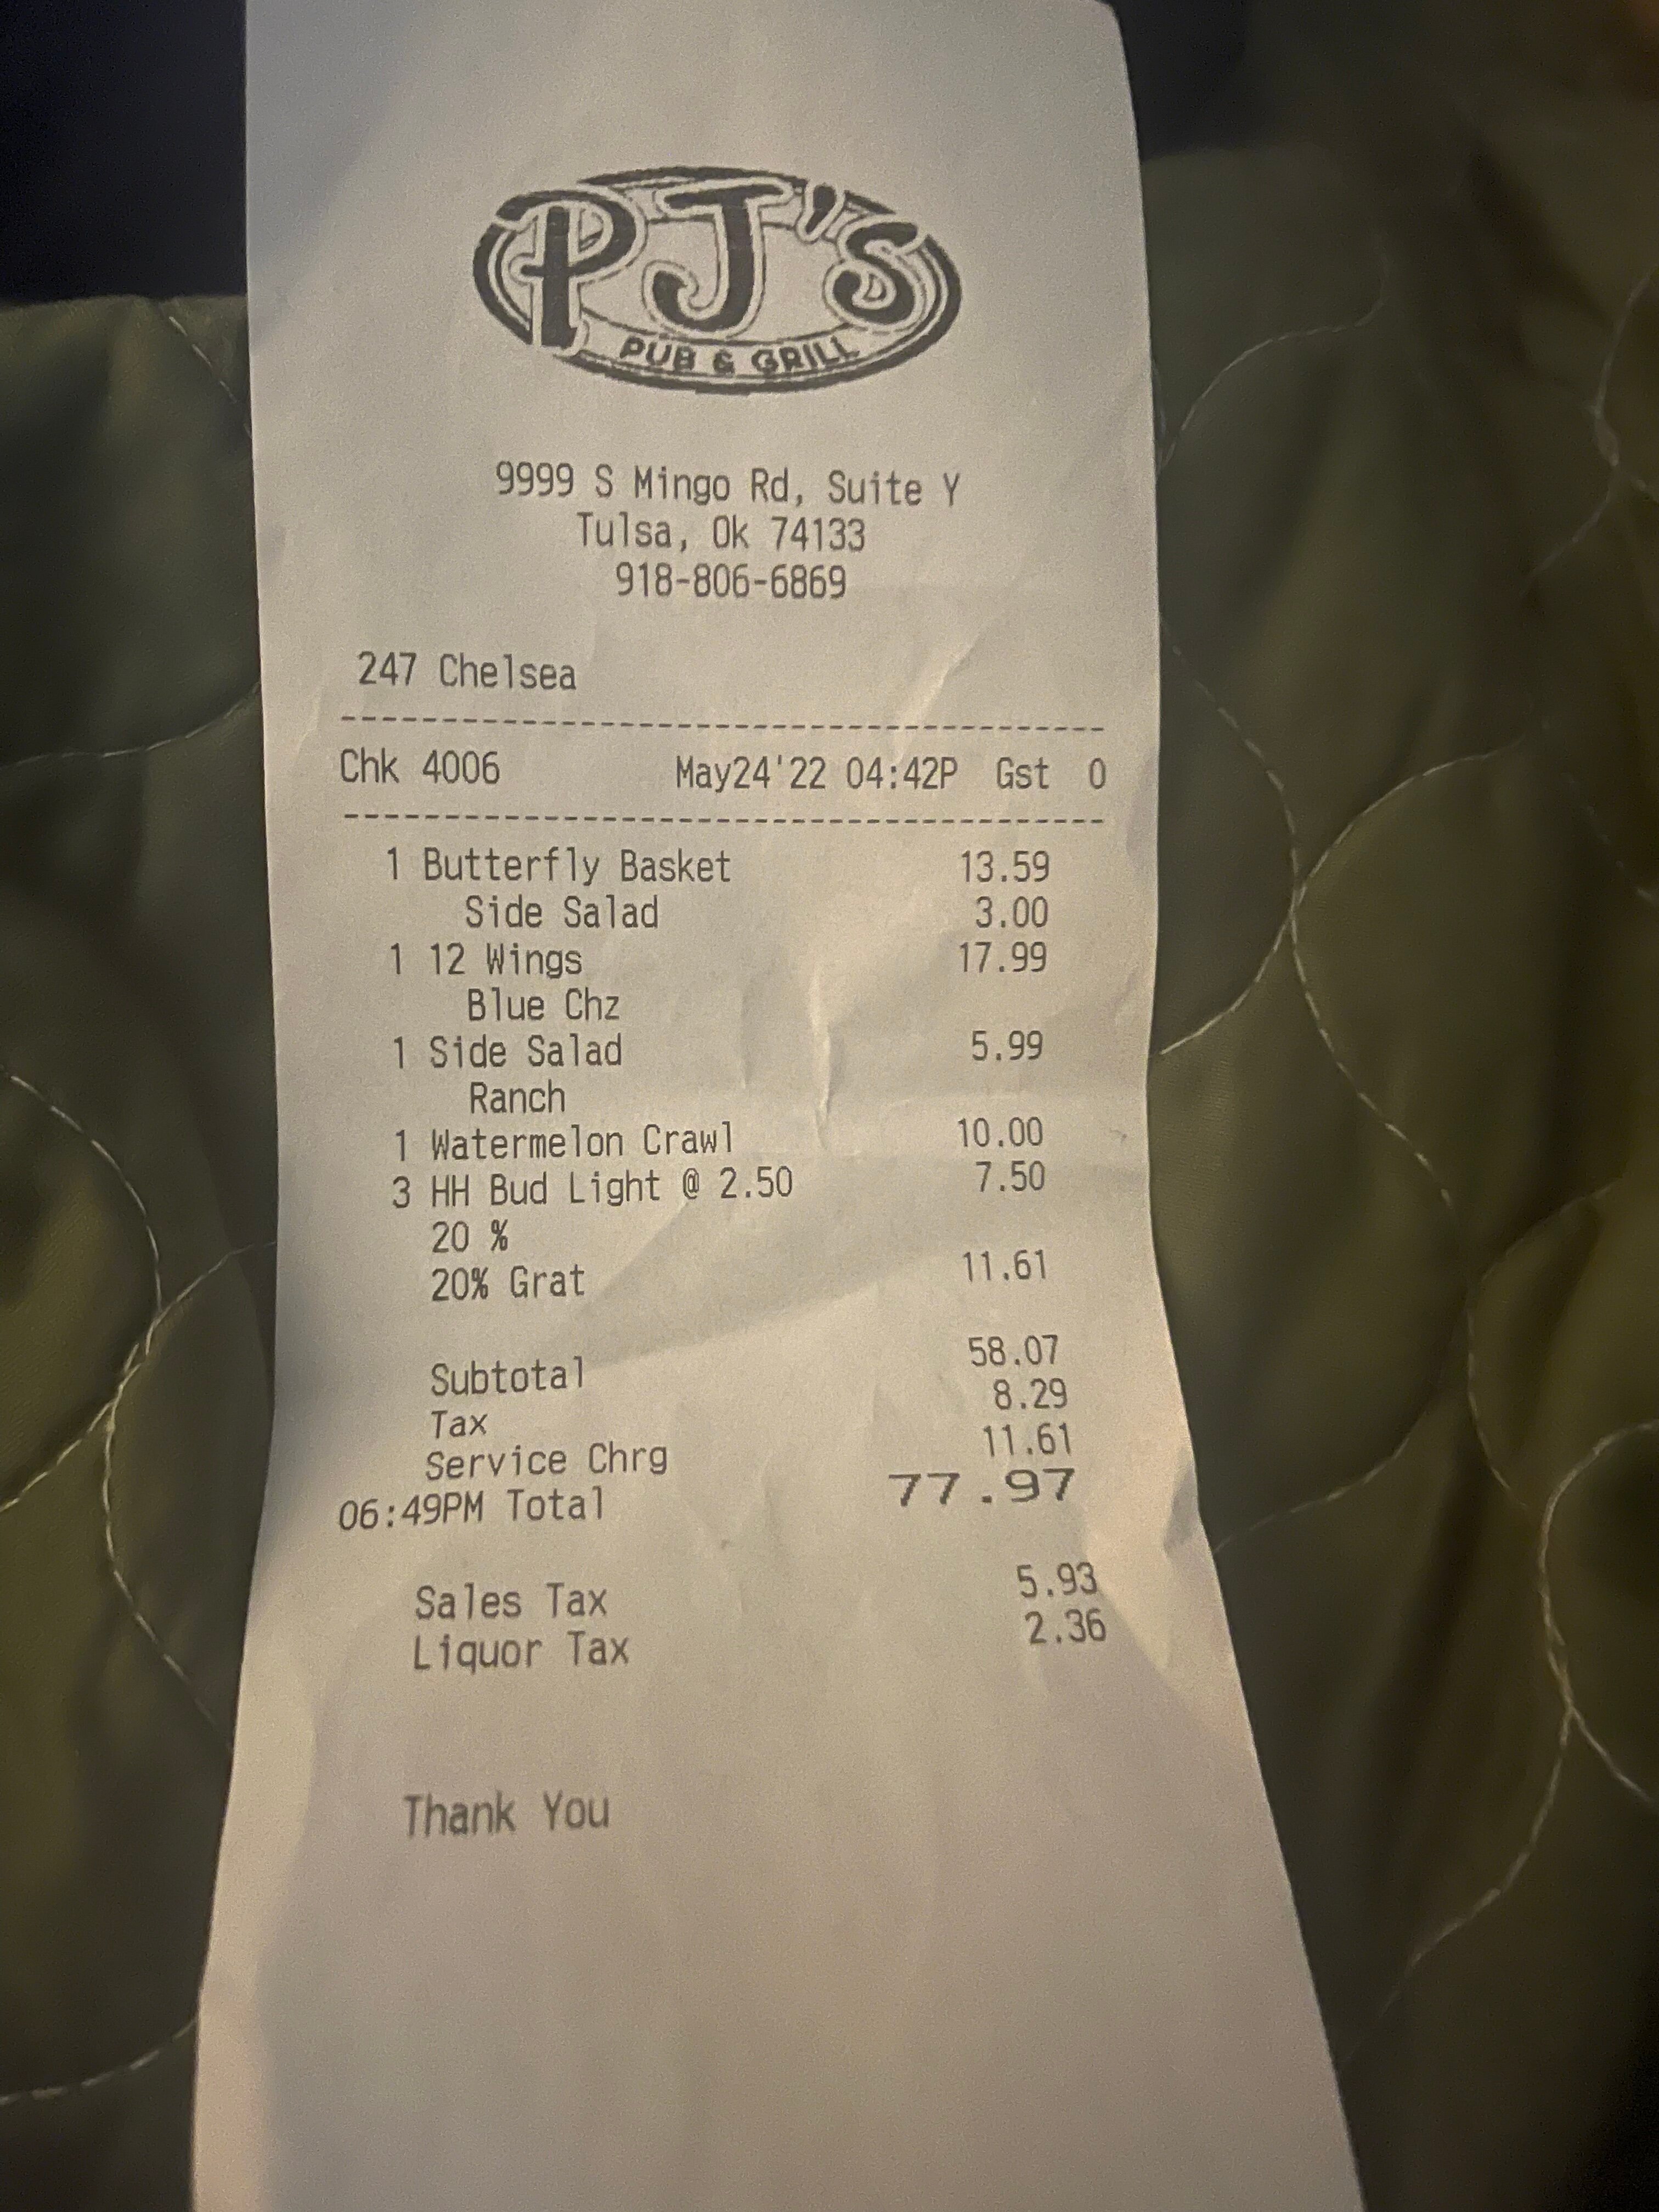 PJ's
PUB & GRILL
9999 S Mingo Rd, Suite Y
Tulsa, Ok 74133
918-806-6869
247 Chelsea
----------------------------------------
Chk 4006 May24'22 04:42P Gst 0
----------------------------------------
1 Butterfly Basket 13.59
Side Salad 3.00
1 12 Wings 17.99
Blue Chz
1 Side Salad 5.99
Ranch
1 Watermelon Crawl 10.00
3 HH Bud Light @ 2.50 7.50
20 %
20% Grat 11.61
Subtotal 58.07
Tax 8.29
Service Chrg 11.61
06:49PM Total 77.97
Sales Tax 5.93
Liquor Tax 2.36
Thank You